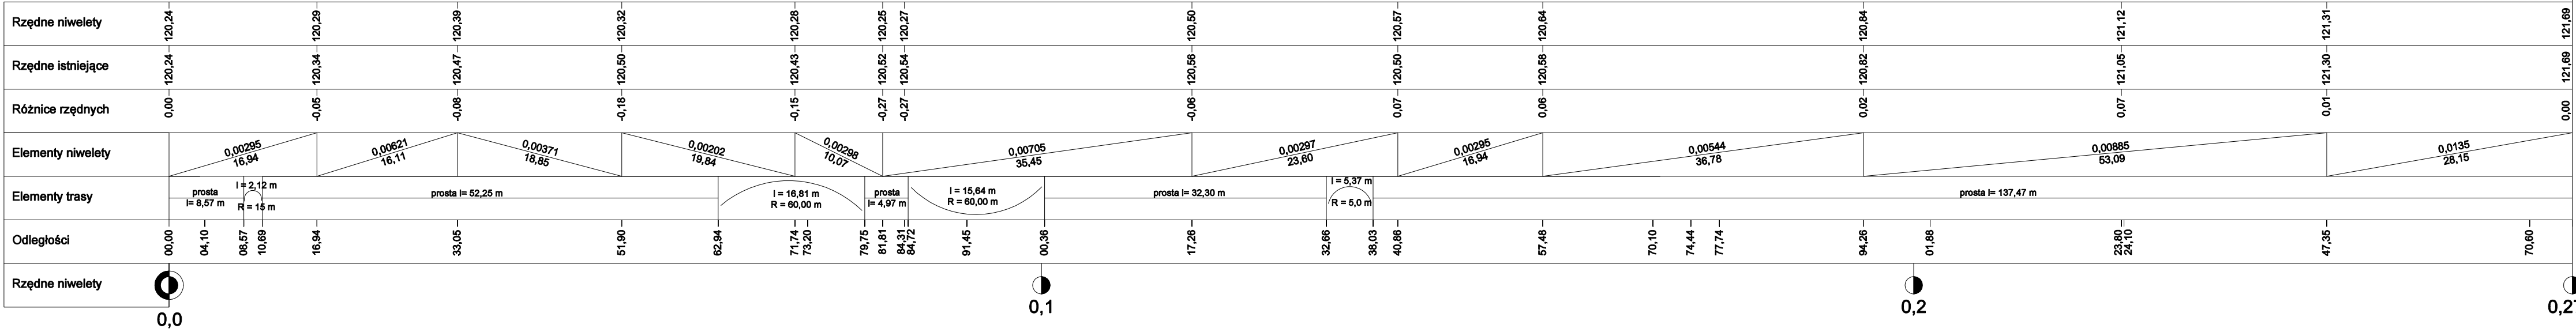 Rzędne niwelety 120,24 120,29 120,39 120,32 120,28 120,25 120,27 120,50 120,57 120,64 120,84 121,12 121,31 121,69
Rzędne istniejące 120,24 120,34 120,47 120,50 120,43 120,52 120,54 120,56 120,50 120,58 120,82 121,05 121,30 121,69
Różnice rzędnych 0,00 -0,05 -0,08 -0,18 -0,15 -0,27 -0,27 -0,06 0,07 0,06 0,02 0,07 0,01 0,00
Elementy niwelety
0,00295
16,94
0,00621
16,11
0,00371
18,85
0,00202
19,84
0,00298
10,07
0,00705
35,45
0,00297
23,60
0,00295
16,94
0,00544
36,78
0,00885
53,09
0,0135
28,15
Elementy trasy
prosta
l= 8,57 m
l = 2,12 m
R = 15 m
prosta l= 52,25 m
l = 16,81 m
R = 60,00 m
prosta
l= 4,97 m
l = 15,64 m
R = 60,00 m
prosta l= 32,30 m
l = 5,37 m
R = 5,0 m
prosta l= 137,47 m
Odległości 00,00 04,10 08,57 10,69 16,94 33,05 51,90 62,94 71,74 73,20 79,75 81,81 84,31 84,72 91,45 00,36 17,26 32,66 38,03 40,86 57,48 70,10 74,44 77,74 94,26 01,88 23,80 24,10 47,35 70,60
Rzędne niwelety
0,0 0,1 0,2